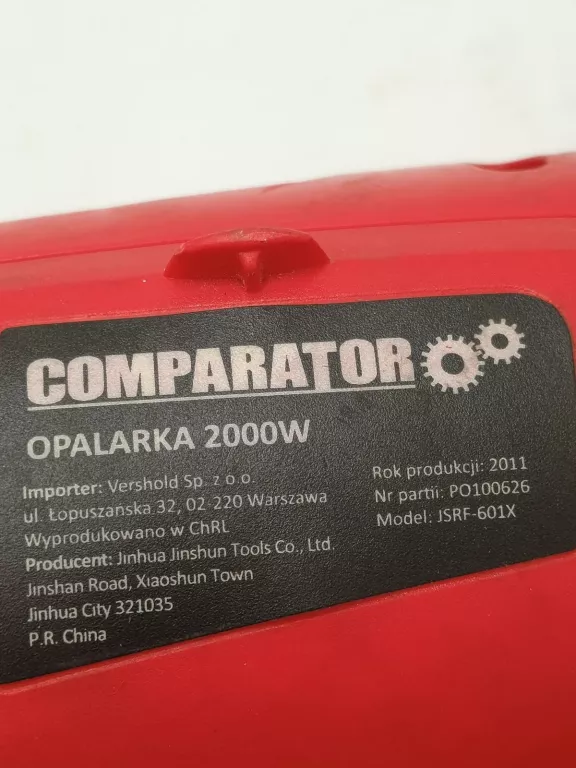 COMPARATOR
OPALARKA 2000W
Importer: Vershold Sp. z o.o.
ul. Łopuszańska 32, 02-220 Warszawa
Wyprodukowano w ChRL
Producent: Jinhua Jinshun Tools Co., Ltd.
Jinshan Road, Xiaoshun Town
Jinhua City 321035
P.R. China
Rok produkcji: 2011
Nr partii: PO100626
Model: JSRF-601X